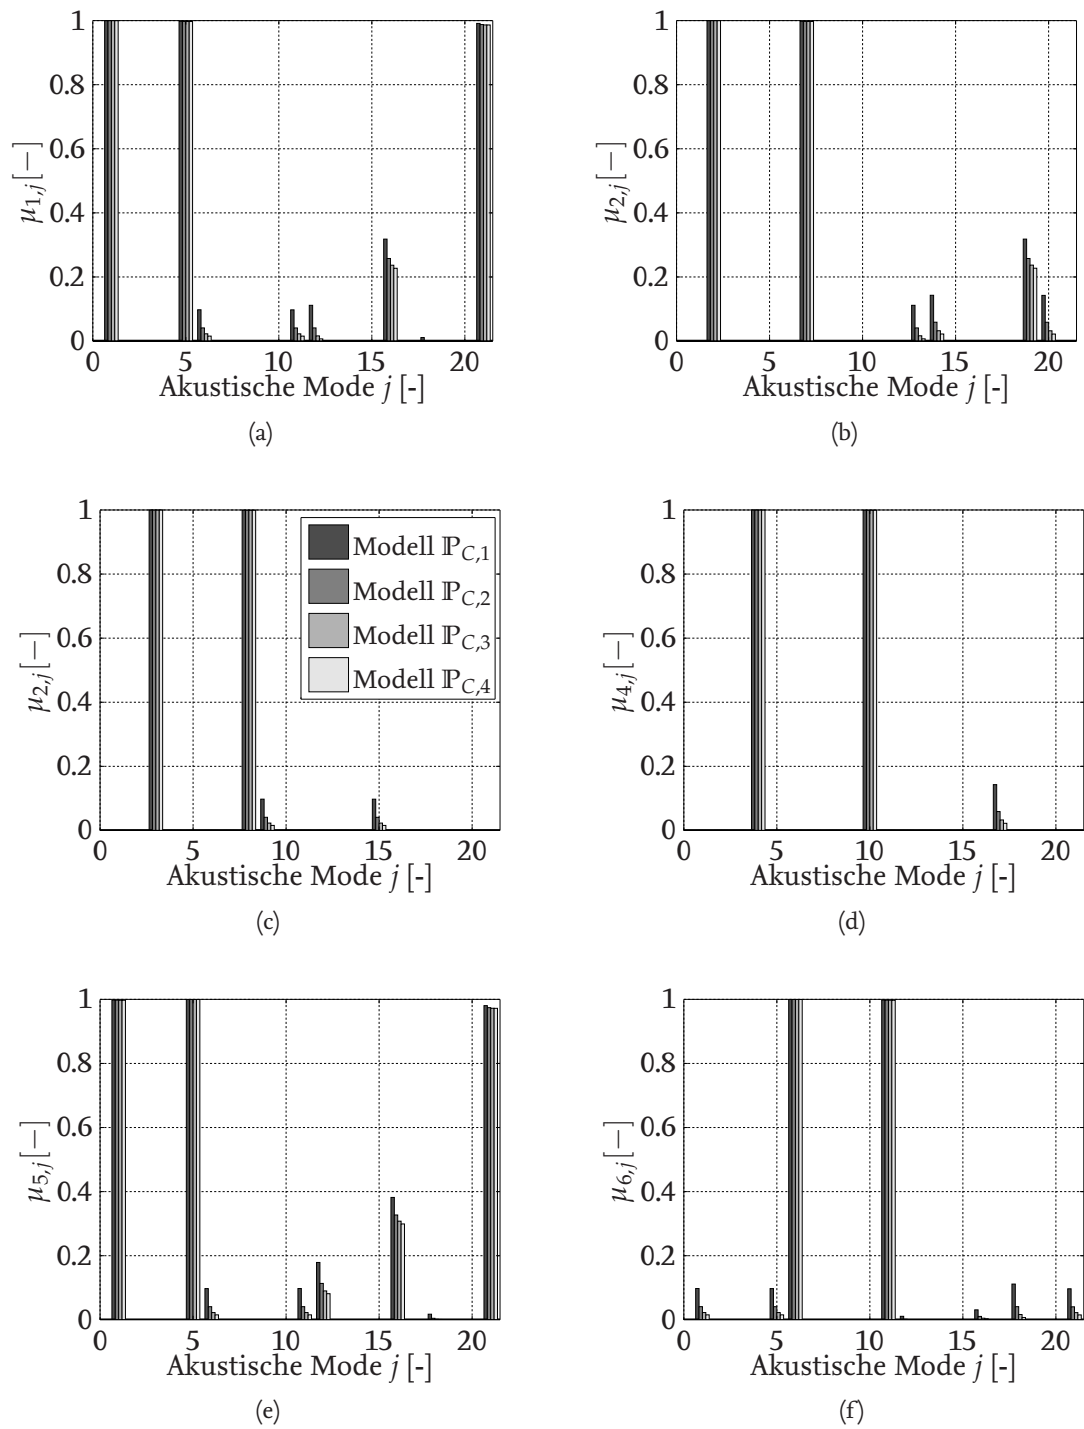 1
0.8
0.6
0.4
0.2
0
μ1,j[−]
0 5 10 15 20
Akustische Mode j [-]
(a)
1
0.8
0.6
0.4
0.2
0
μ2,j[−]
0 5 10 15 20
Akustische Mode j [-]
(b)
1
0.8
0.6
0.4
0.2
0
μ2,j[−]
Modell ℙC,1
Modell ℙC,2
Modell ℙC,3
Modell ℙC,4
0 5 10 15 20
Akustische Mode j [-]
(c)
1
0.8
0.6
0.4
0.2
0
μ4,j[−]
0 5 10 15 20
Akustische Mode j [-]
(d)
1
0.8
0.6
0.4
0.2
0
μ5,j[−]
0 5 10 15 20
Akustische Mode j [-]
(e)
1
0.8
0.6
0.4
0.2
0
μ6,j[−]
0 5 10 15 20
Akustische Mode j [-]
(f)